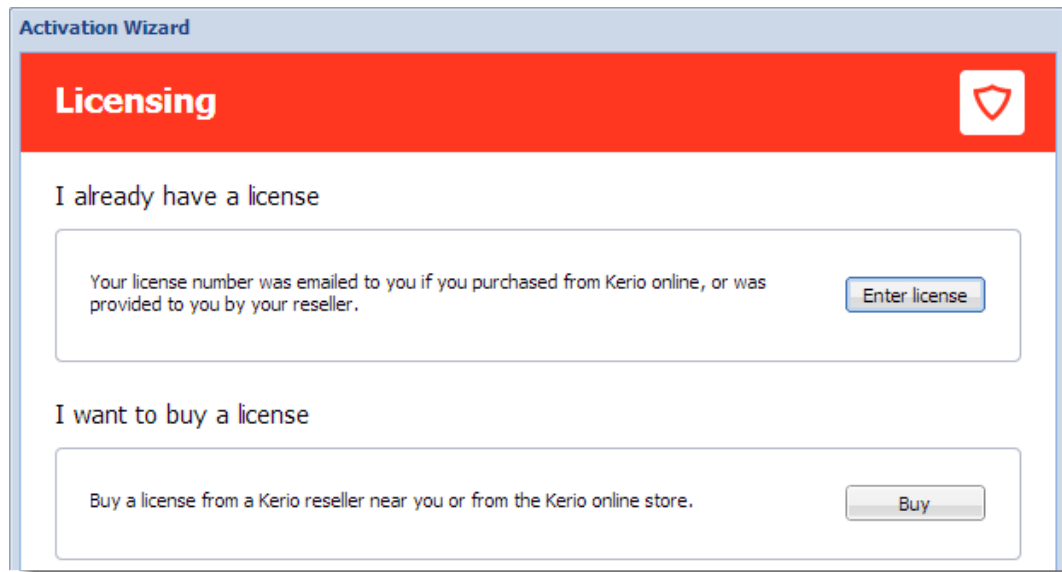 Activation Wizard
Licensing
I already have a license
Your license number was emailed to you if you purchased from Kerio online, or was
provided to you by your reseller.
Enter license
I want to buy a license
Buy a license from a Kerio reseller near you or from the Kerio online store.
Buy